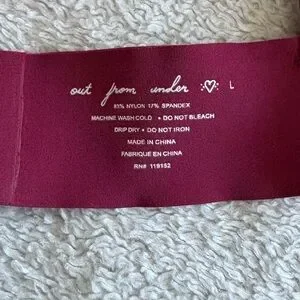 out from under ♡ L
83% NYLON 17% SPANDEX
MACHINE WASH COLD • DO NOT BLEACH
DRIP DRY • DO NOT IRON
MADE IN CHINA
FABRIQUE EN CHINA
RN# 119152